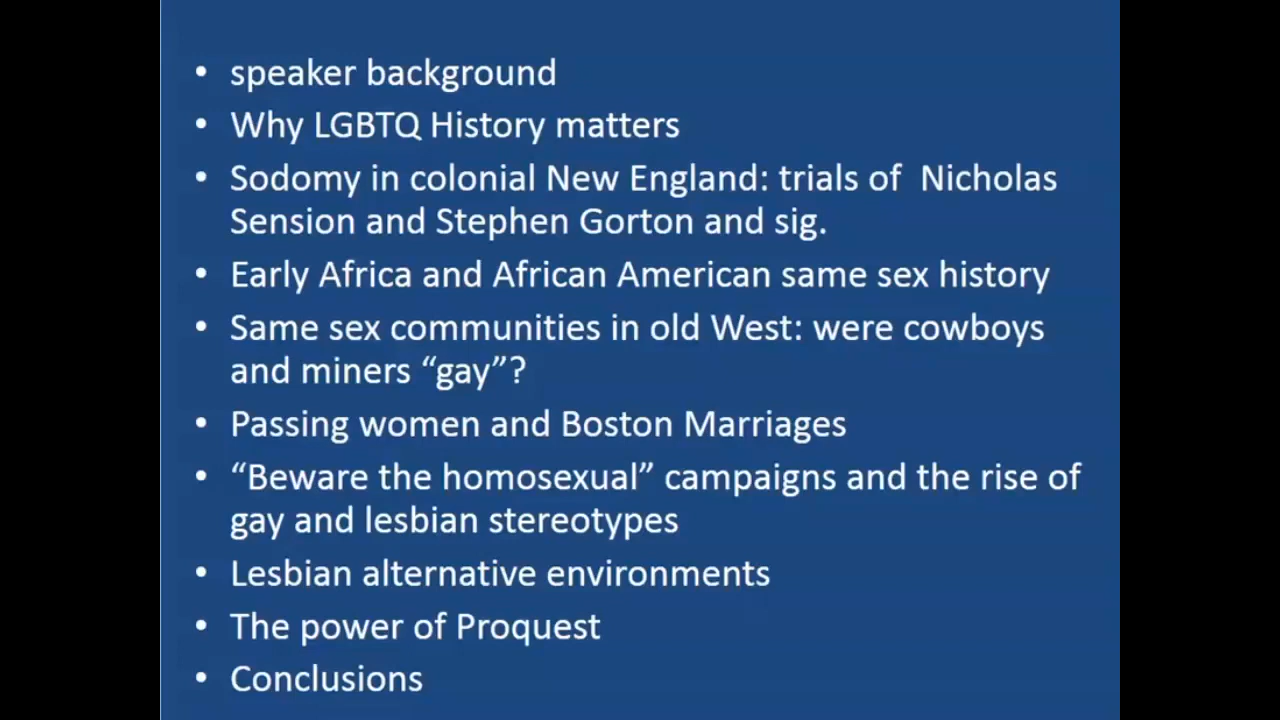 • speaker background
• Why LGBTQ History matters
• Sodomy in colonial New England: trials of  Nicholas
Sension and Stephen Gorton and sig.
• Early Africa and African American same sex history
• Same sex communities in old West: were cowboys
and miners “gay”?
• Passing women and Boston Marriages
• “Beware the homosexual” campaigns and the rise of
gay and lesbian stereotypes
• Lesbian alternative environments
• The power of Proquest
• Conclusions